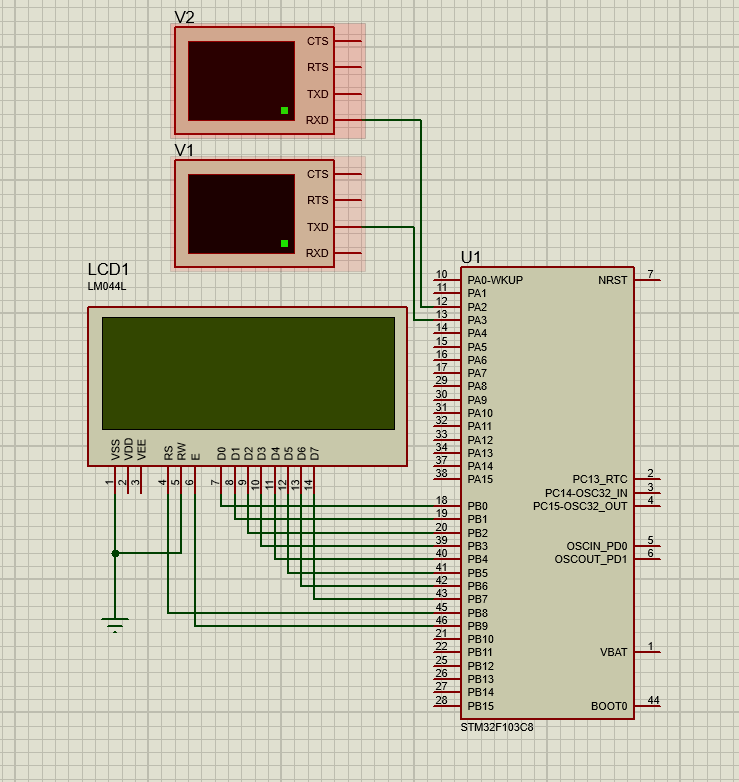 V2
CTS
RTS
TXD
RXD
V1
CTS
RTS
TXD
RXD
LCD1
LM044L
VSS
VDD
VEE
RS
RW
E
D0
D1
D2
D3
D4
D5
D6
D7
1
2
3
4
5
6
7
8
9
10
11
12
13
14
U1
10 PA0-WKUP
11 PA1
12 PA2
13 PA3
14 PA4
15 PA5
16 PA6
17 PA7
29 PA8
30 PA9
31 PA10
32 PA11
33 PA12
34 PA13
37 PA14
38 PA15
18 PB0
19 PB1
20 PB2
39 PB3
40 PB4
41 PB5
42 PB6
43 PB7
45 PB8
46 PB9
21 PB10
22 PB11
25 PB12
26 PB13
27 PB14
28 PB15
NRST 7
PC13_RTC 2
PC14-OSC32_IN 3
PC15-OSC32_OUT 4
OSCIN_PD0 5
OSCOUT_PD1 6
VBAT 1
BOOT0 44
STM32F103C8